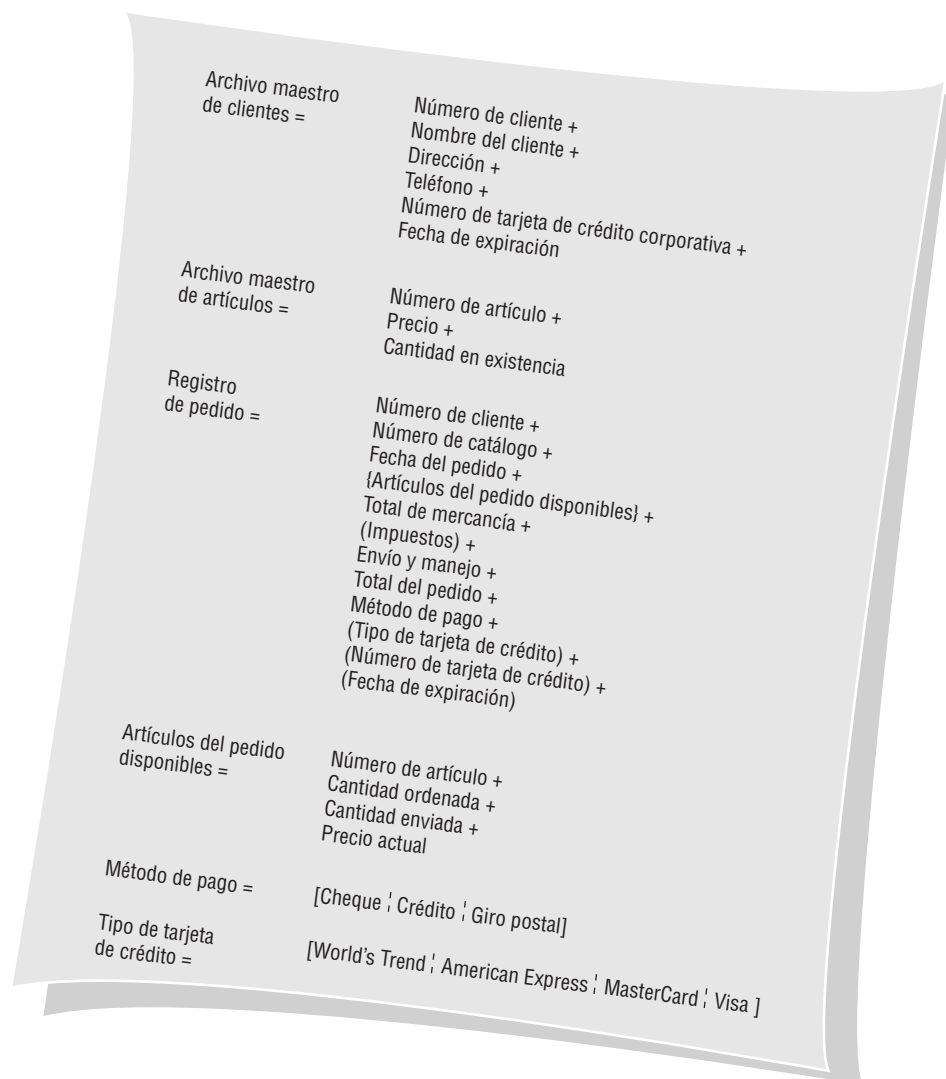 Archivo maestro
de clientes =
Número de cliente +
Nombre del cliente +
Dirección +
Teléfono +
Número de tarjeta de crédito corporativa +
Fecha de expiración
Archivo maestro
de artículos =
Número de artículo +
Precio +
Cantidad en existencia
Registro
de pedido =
Número de cliente +
Número de catálogo +
Fecha del pedido +
{Artículos del pedido disponibles} +
Total de mercancía +
(Impuestos) +
Envío y manejo +
Total del pedido +
Método de pago +
(Tipo de tarjeta de crédito) +
(Número de tarjeta de crédito) +
(Fecha de expiración)
Artículos del pedido
disponibles =
Número de artículo +
Cantidad ordenada +
Cantidad enviada +
Precio actual
Método de pago =
[Cheque ¦ Crédito ¦ Giro postal]
Tipo de tarjeta
de crédito =
[World's Trend ¦ American Express ¦ MasterCard ¦ Visa ]